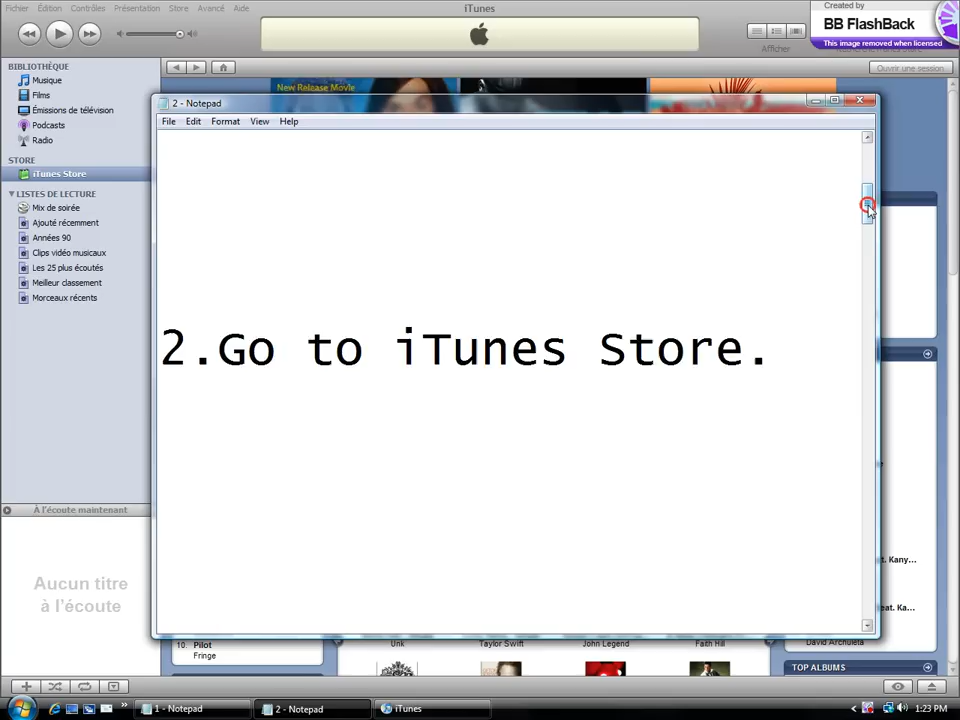 Fichier Édition Contrôles Présentation Store Avancé Aide
iTunes
Created by
BB FlashBack
This image removed when licensed
Afficher
BIBLIOTHÈQUE
Musique
Films
Émissions de télévision
Podcasts
Radio
STORE
iTunes Store
LISTES DE LECTURE
Mix de soirée
Ajouté récemment
Années 90
Clips vidéo musicaux
Les 25 plus écoutés
Meilleur classement
Morceaux récents
À l'écoute maintenant
Aucun titre
à l'écoute
Ouvrir une session
New Release Movie
2 - Notepad
File Edit Format View Help
2.Go to iTunes Store.
. Kany...
eat. Ka...
David Archuleta
10. Pilot
Fringe
Unk
Taylor Swift
John Legend
Faith Hill
TOP ALBUMS
1 - Notepad
2 - Notepad
iTunes
1:23 PM